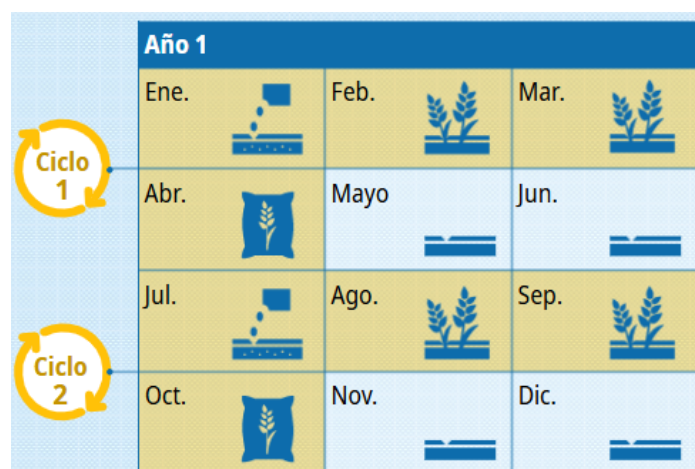 Año 1
Ene. Feb. Mar.
Ciclo
1
Abr. Mayo Jun.
Jul. Ago. Sep.
Ciclo
2
Oct. Nov. Dic.